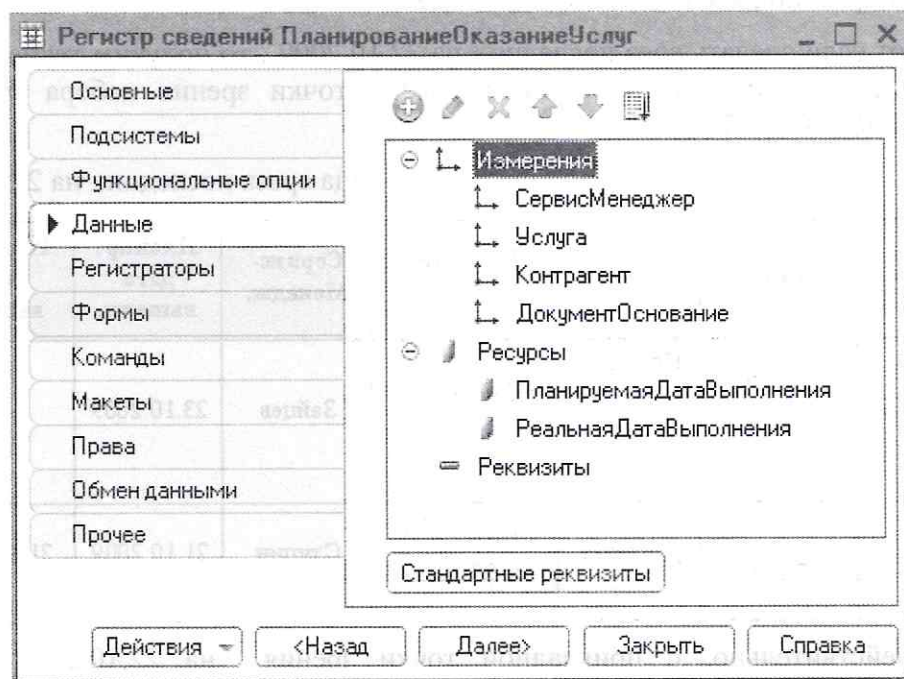 Регистр сведений ПланированиеОказаниеУслуг
Основные
Подсистемы
Функциональные опции
Данные
Регистраторы
Формы
Команды
Макеты
Права
Обмен данными
Прочее
Измерения
СервисМенеджер
Услуга
Контрагент
ДокументОснование
Ресурсы
ПланируемаяДатаВыполнения
РеальнаяДатаВыполнения
Реквизиты
Стандартные реквизиты
Действия
<Назад
Далее>
Закрыть
Справка